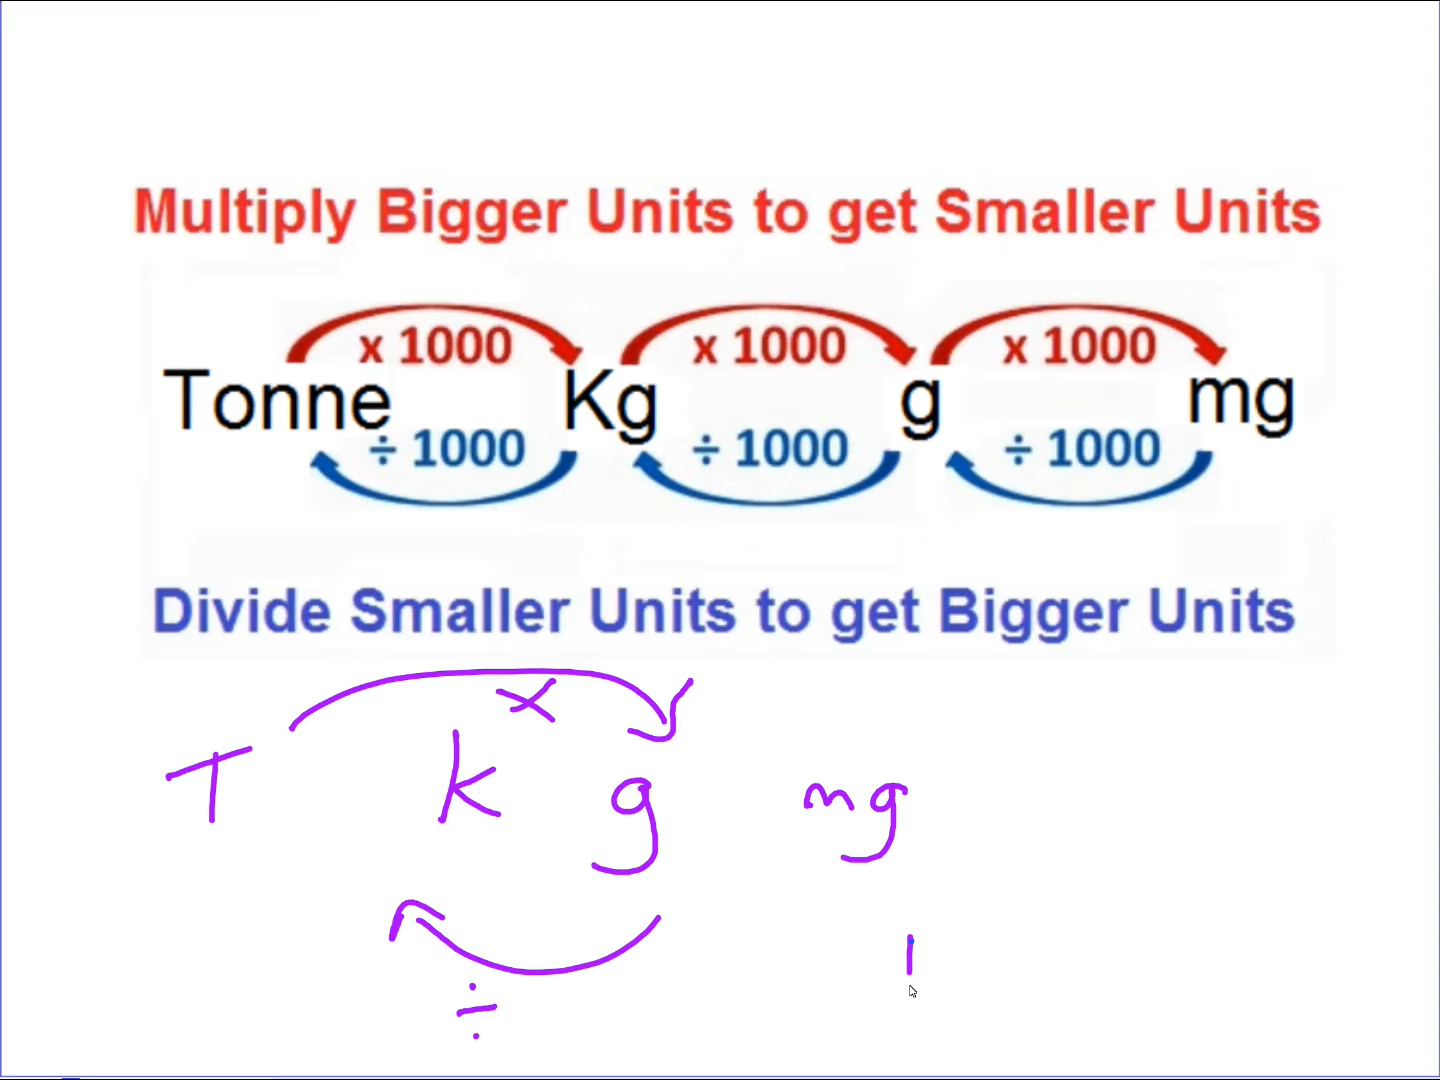 Multiply Bigger Units to get Smaller Units
x 1000 x 1000 x 1000
Tonne Kg g mg
÷ 1000 ÷ 1000 ÷ 1000
Divide Smaller Units to get Bigger Units
x
T k g mg
÷
1